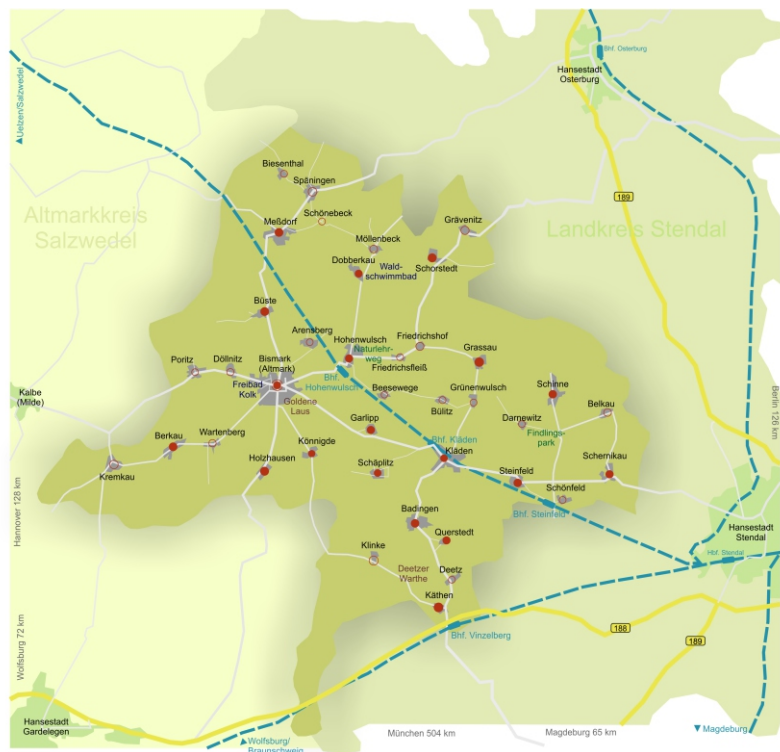 Bhf. Osterburg
Hansestadt
Osterburg
Uelzen/Salzwedel
Biesenthal
Späningen
189
Altmarkkreis
Salzwedel
Schönebeck
Meßdorf
Grävenitz
Landkreis Stendal
Möllenbeck
Dobberkau
Wald-
schwimmbad
Schorstedt
Büste
Arensberg
Hohenwulsch
Friedrichshof
Naturlehr-
weg
Grassau
Poritz
Döllnitz
Bismark
(Altmark)
Friedrichsfleiß
Bhf.
Hohenwulsch
Freibad
Kolk
Schinne
Kalbe
(Milde)
Goldene
Laus
Beesewege
Grünenwulsch
Bülitz
Belkau
Berlin 126 km
Garlipp
Darnewitz
Findlings-
park
Berkau
Wartenberg
Könnigde
Bhf. Kläden
Kläden
Kremkau
Holzhausen
Schäplitz
Steinfeld
Schernikau
Schönfeld
Hannover 128 km
Badingen
Bhf. Steinfeld
Hansestadt
Stendal
Querstedt
Klinke
Hbf. Stendal
Deetzer
Warthe
Deetz
Käthen
Bhf. Vinzelberg
188
189
Wolfsburg 72 km
Hansestadt
Gardelegen
München 504 km
Magdeburg 65 km
Magdeburg
Wolfsburg/
Braunschweig